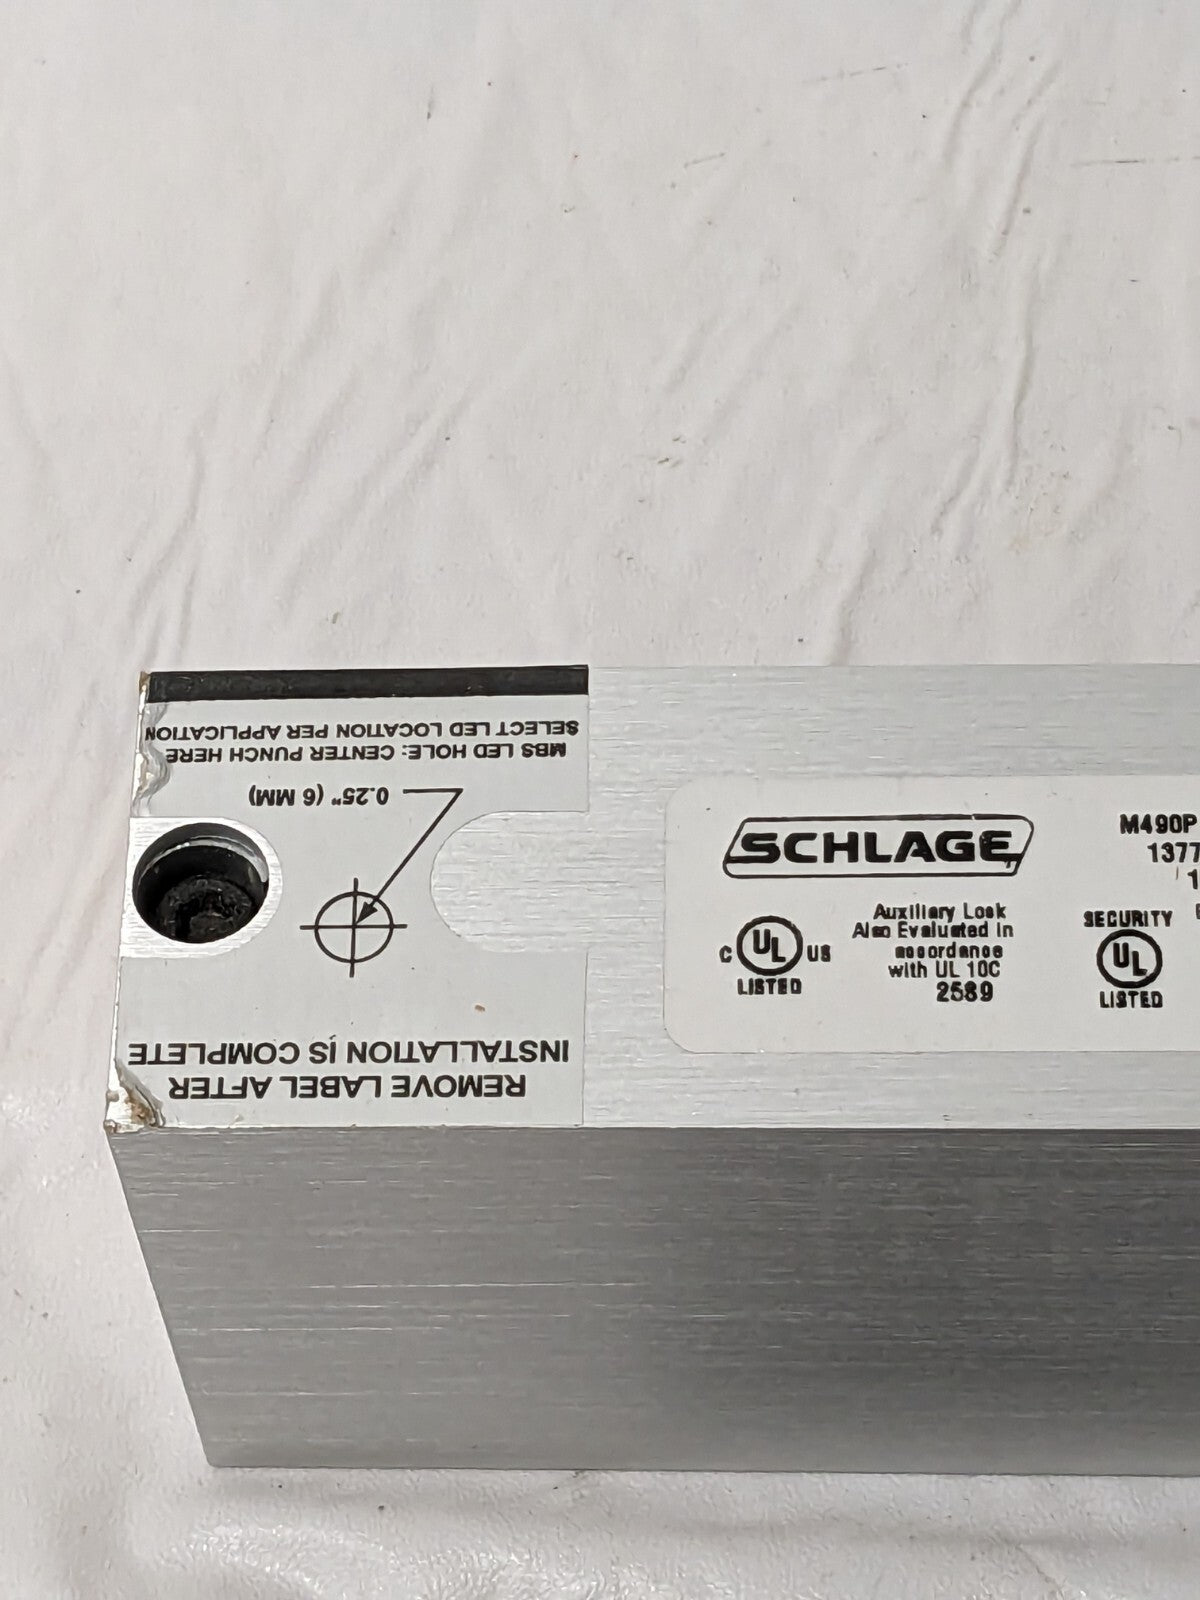 SELECT LED LOCATION PER APPLICATION
MBS LED HOLE: CENTER PUNCH HERE
0.25" (6 MM)
REMOVE LABEL AFTER
INSTALLATION IS COMPLETE
SCHLAGE
C UL US
LISTED
Auxiliary Lock
Also Evaluated in
accordance
with UL 10C
2589
M490P
1377
1
SECURITY
UL
LISTED